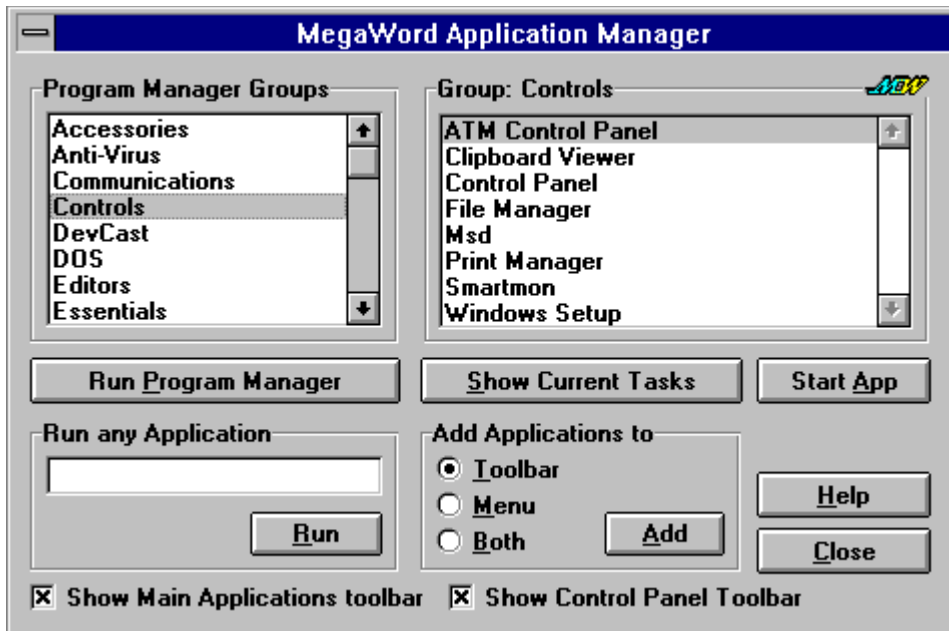 MegaWord Application Manager
Program Manager Groups
Accessories
Anti-Virus
Communications
Controls
DevCast
DOS
Editors
Essentials
Group: Controls
ATM Control Panel
Clipboard Viewer
Control Panel
File Manager
Msd
Print Manager
Smartmon
Windows Setup
Run Program Manager
Show Current Tasks
Start App
Run any Application
Run
Add Applications to
Toolbar
Menu
Both
Add
Help
Close
Show Main Applications toolbar
Show Control Panel Toolbar